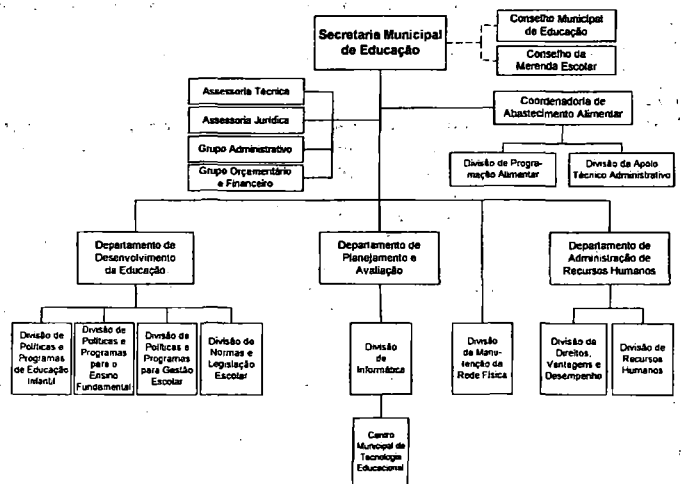 Secretaria Municipal
de Educação
Conselho Municipal
de Educação
Conselho da
Merenda Escolar
Assessoria Técnica
Assessoria Jurídica
Grupo Administrativo
Grupo Orçamentário
e Financeiro
Coordenadoria de
Abastecimento Alimentar
Divisão de Progra-
mação Alimentar
Divisão de Apoio
Técnico Administrativo
Departamento de
Desenvolvimento
da Educação
Departamento de
Planejamento e
Avaliação
Departamento de
Administração de
Recursos Humanos
Divisão de
Políticas e
Programas
de Educação
Infantil
Divisão de
Políticas e
Programas
para o
Ensino
Fundamental
Divisão de
Políticas e
Programas
para Gestão
Escolar
Divisão de
Normas e
Legislação
Escolar
Divisão
de
Informática
Divisão
da Manu-
tenção da
Rede Física
Divisão de
Direitos,
Vantagens e
Desempenho
Divisão de
Recursos
Humanos
Centro
Municipal de
Tecnologia
Educacional